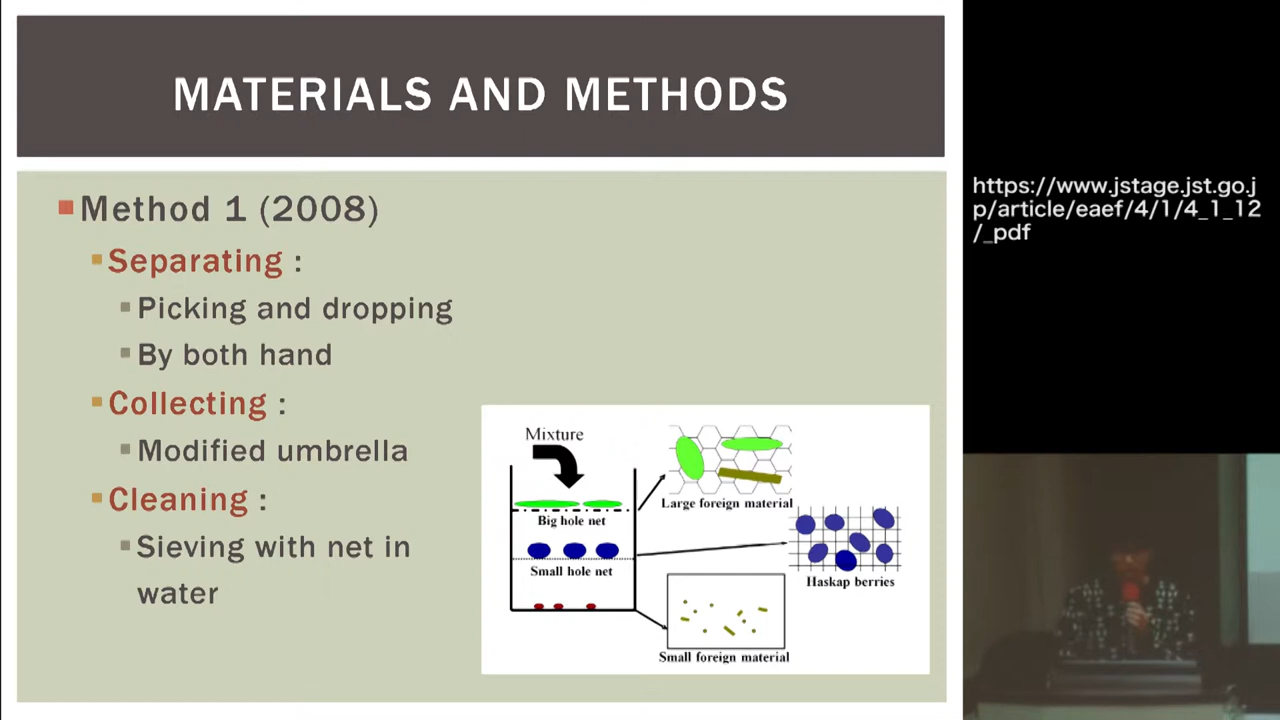 MATERIALS AND METHODS
Method 1 (2008)
Separating :
Picking and dropping
By both hand
Collecting :
Modified umbrella
Cleaning :
Sieving with net in
water
Mixture
Big hole net
Small hole net
Large foreign material
Haskap berries
Small foreign material
https://www.jstage.jst.go.j
p/article/eaef/4/1/4_1_12
/_pdf